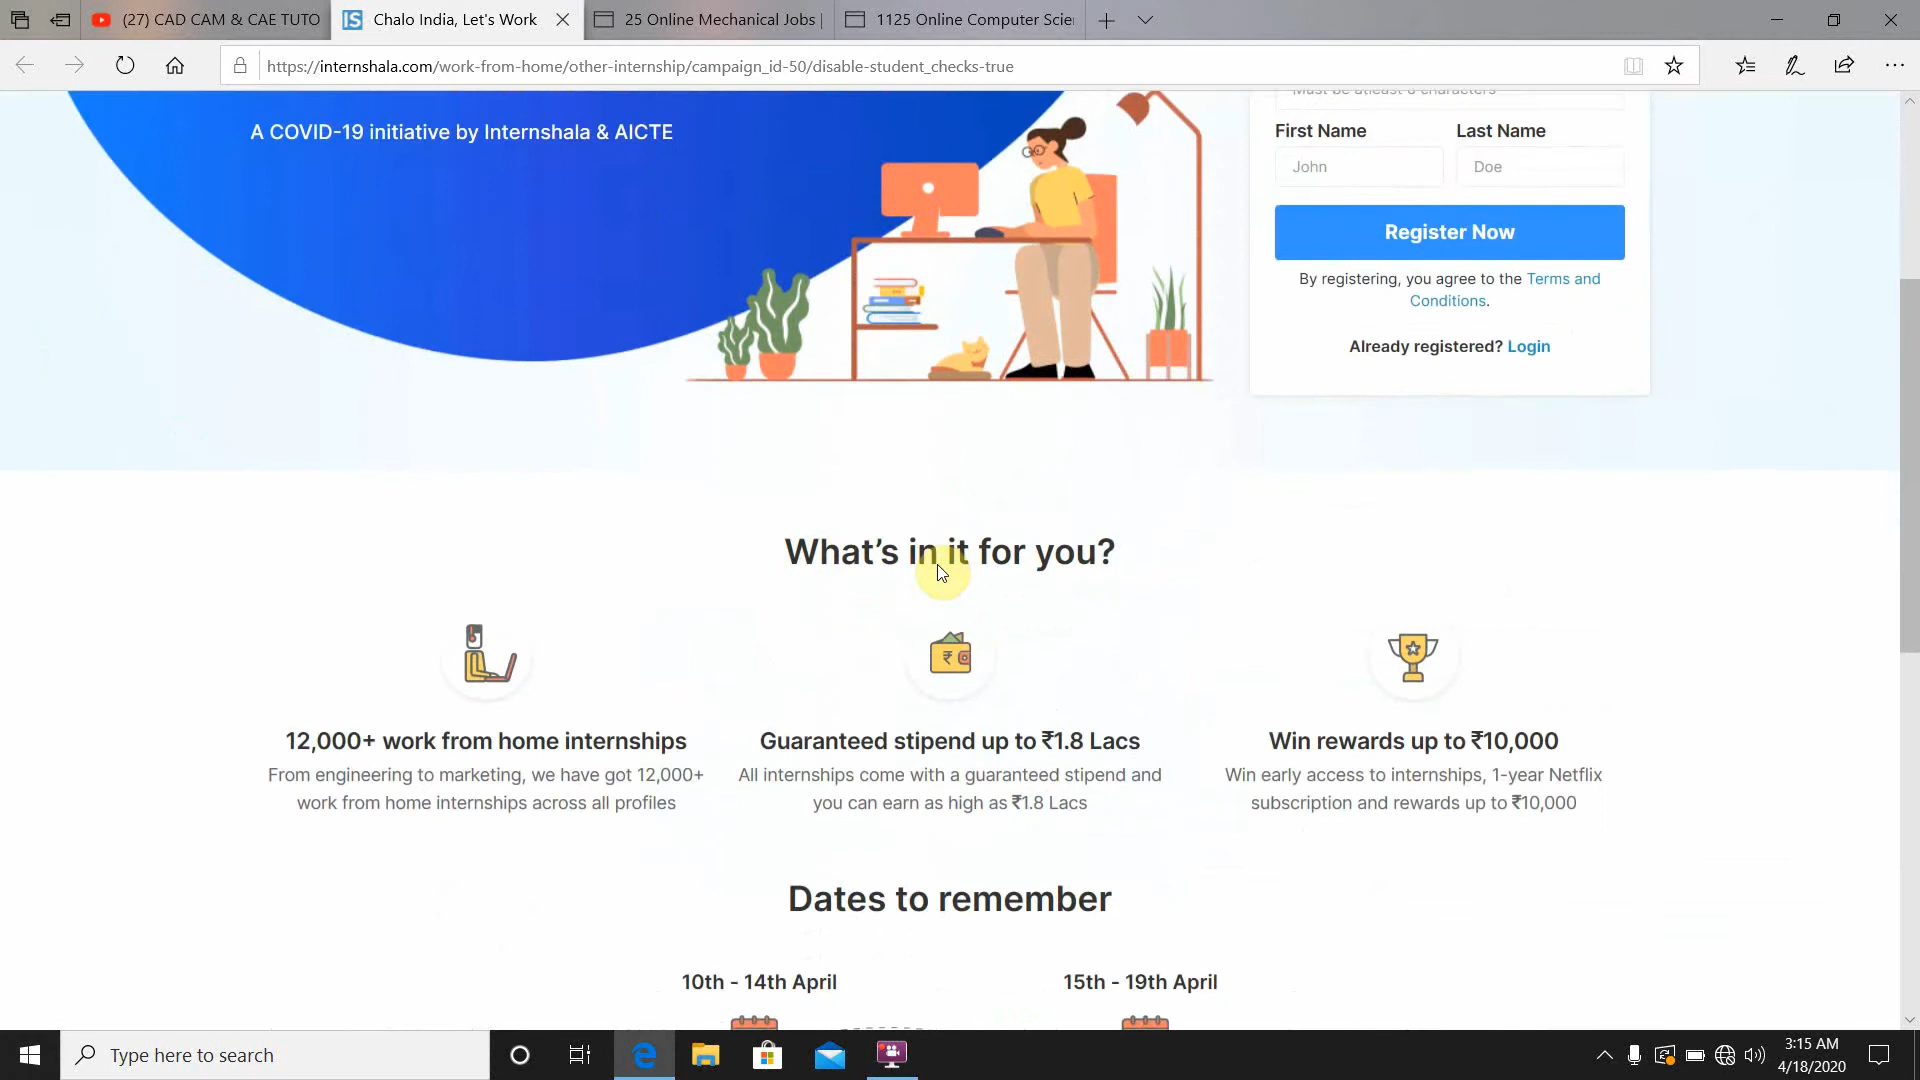 (27) CAD CAM & CAE TUTO
IS Chalo India, Let's Work
25 Online Mechanical Jobs |
1125 Online Computer Scie
https://internshala.com/work-from-home/other-internship/campaign_id-50/disable-student_checks-true
A COVID-19 initiative by Internshala & AICTE
Must be atleast 6 characters
First Name Last Name
John Doe
Register Now
By registering, you agree to the Terms and
Conditions.
Already registered? Login
What's in it for you?
12,000+ work from home internships
From engineering to marketing, we have got 12,000+
work from home internships across all profiles
₹
Guaranteed stipend up to ₹1.8 Lacs
All internships come with a guaranteed stipend and
you can earn as high as ₹1.8 Lacs
Win rewards up to ₹10,000
Win early access to internships, 1-year Netflix
subscription and rewards up to ₹10,000
Dates to remember
10th - 14th April 15th - 19th April
Type here to search
3:15 AM
4/18/2020